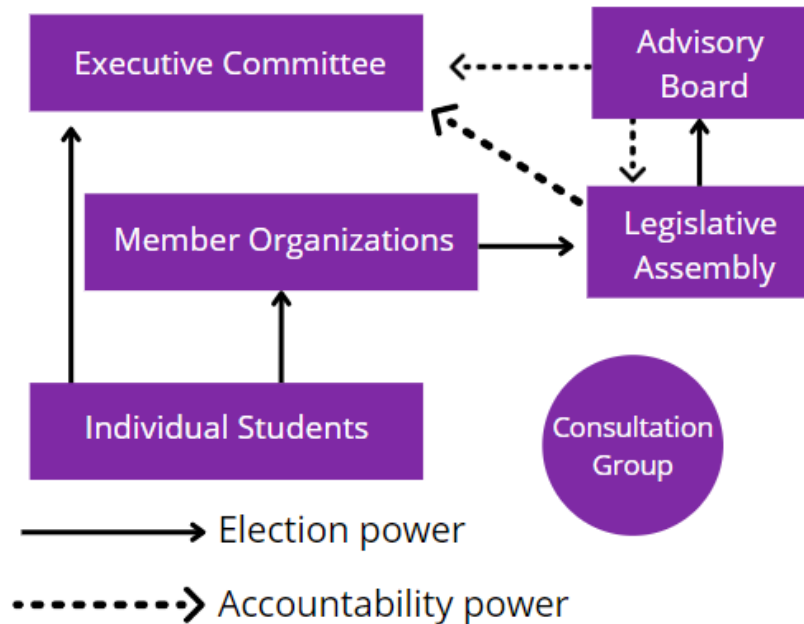 Executive Committee
Advisory
Board
Member Organizations
Legislative
Assembly
Individual Students
Consultation
Group
Election power
Accountability power